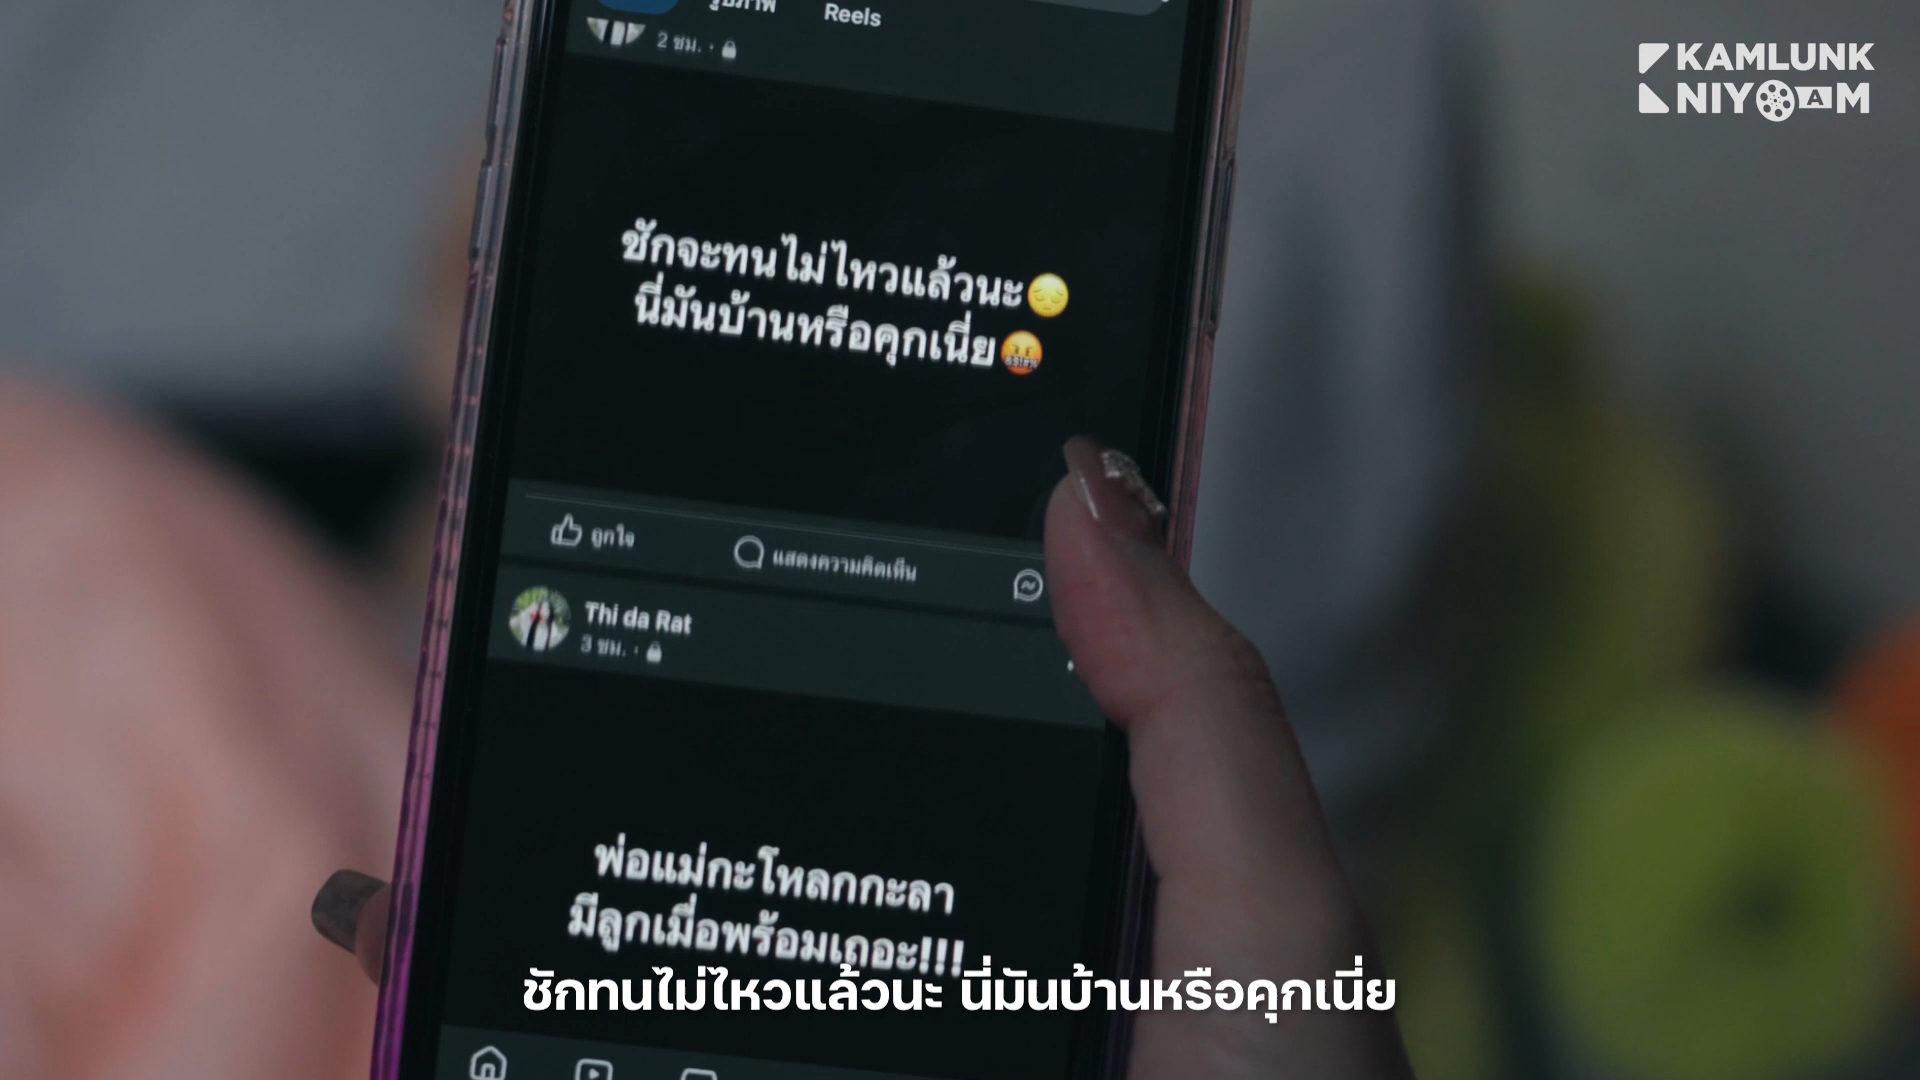 รูปภาพ
Reels
KAMLUNK
NIYAM
2 ชม.
ชักจะทนไม่ไหวแล้วนะ😔
นี่มันบ้านหรือคุกเนี่ย🤬
ถูกใจ
แสดงความคิดเห็น
Thi da Rat
3 ชม.
พ่อแม่กะโหลกกะลา
มีลูกเมื่อพร้อมเถอะ!!!
ชักทนไม่ไหวแล้วนะ นี่มันบ้านหรือคุกเนี่ย